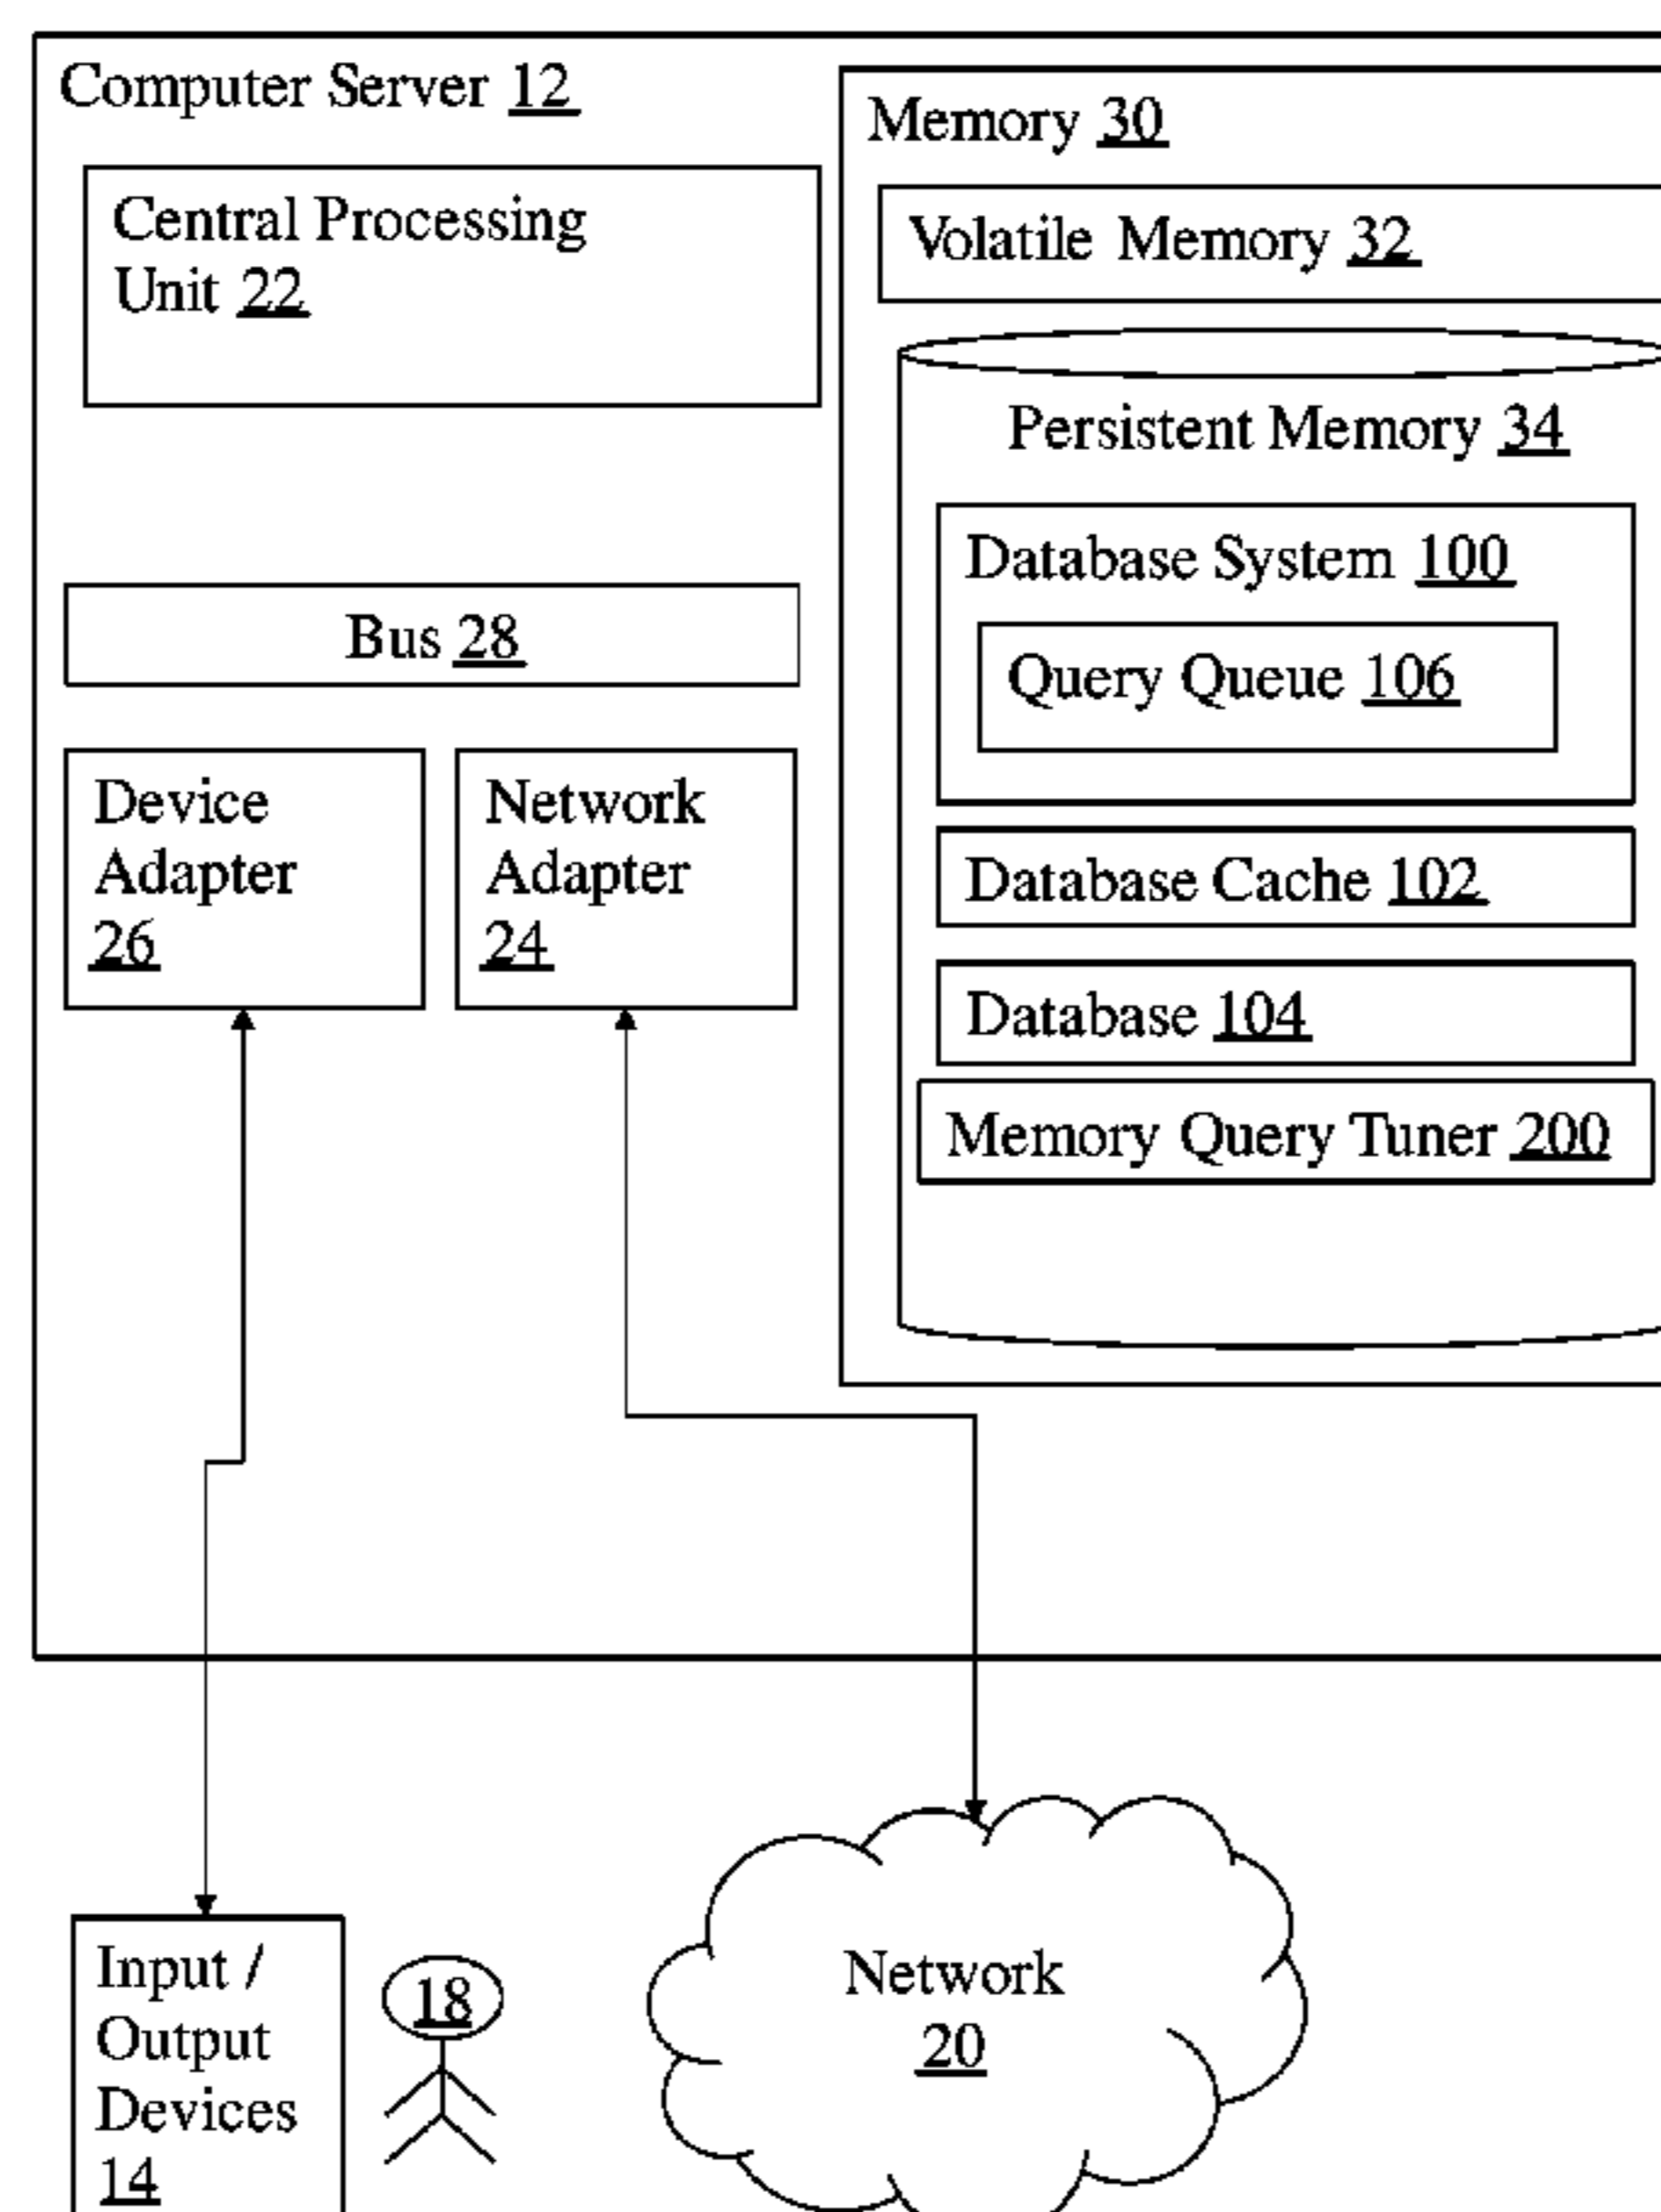 Computer Server 12
Central Processing
Unit 22
Bus 28
Device
Adapter
26
Network
Adapter
24
Memory 30
Volatile Memory 32
Persistent Memory 34
Database System 100
Query Queue 106
Database Cache 102
Database 104
Memory Query Tuner 200
Input /
Output
Devices
14
18
Network
20